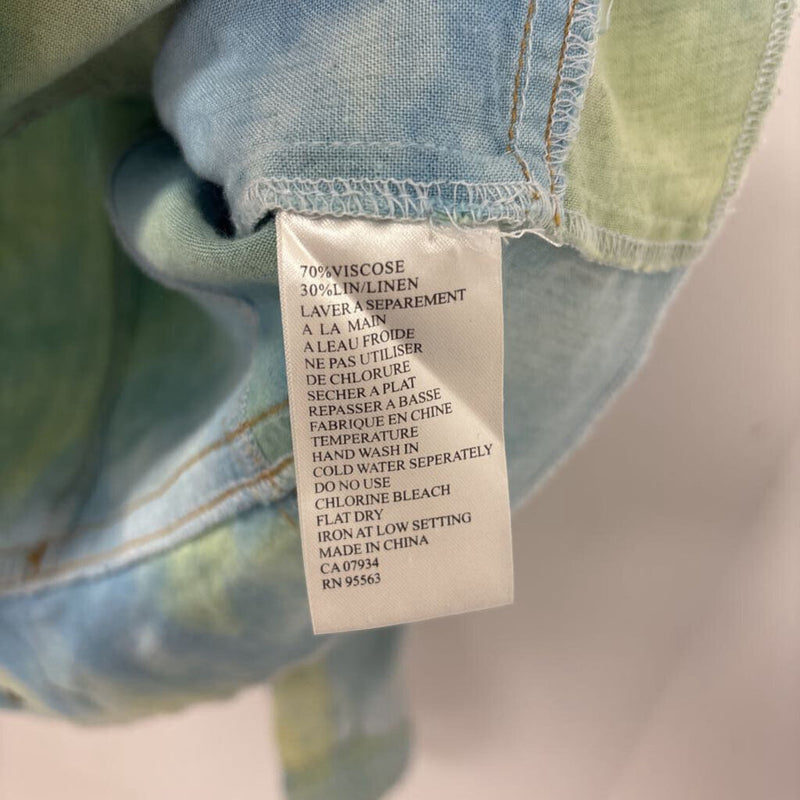 70%VISCOSE
30%LIN/LINEN
LAVER A SEPAREMENT
A LA MAIN
A LEAU FROIDE
NE PAS UTILISER
DE CHLORURE
SECHER A PLAT
REPASSER A BASSE
FABRIQUE EN CHINE
TEMPERATURE
HAND WASH IN
COLD WATER SEPERATELY
DO NO USE
CHLORINE BLEACH
FLAT DRY
IRON AT LOW SETTING
MADE IN CHINA
CA 07934
RN 95563